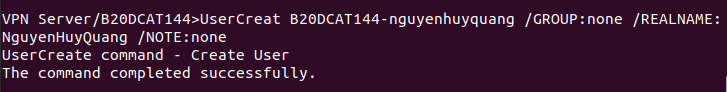 VPN Server/B20DCAT144>UserCreat B20DCAT144-nguyenhuyquang /GROUP:none /REALNAME:
NguyenHuyQuang /NOTE:none
UserCreate command - Create User
The command completed successfully.